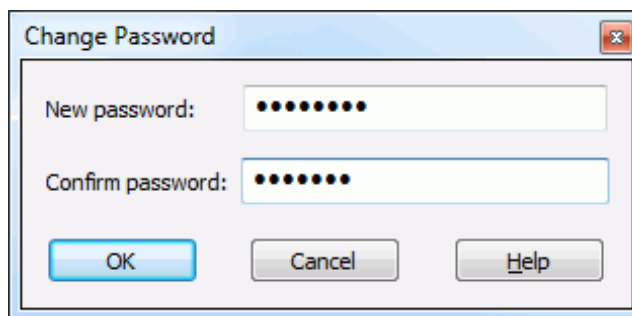 Change Password
New password: ••••••••
Confirm password: •••••••
OK Cancel Help